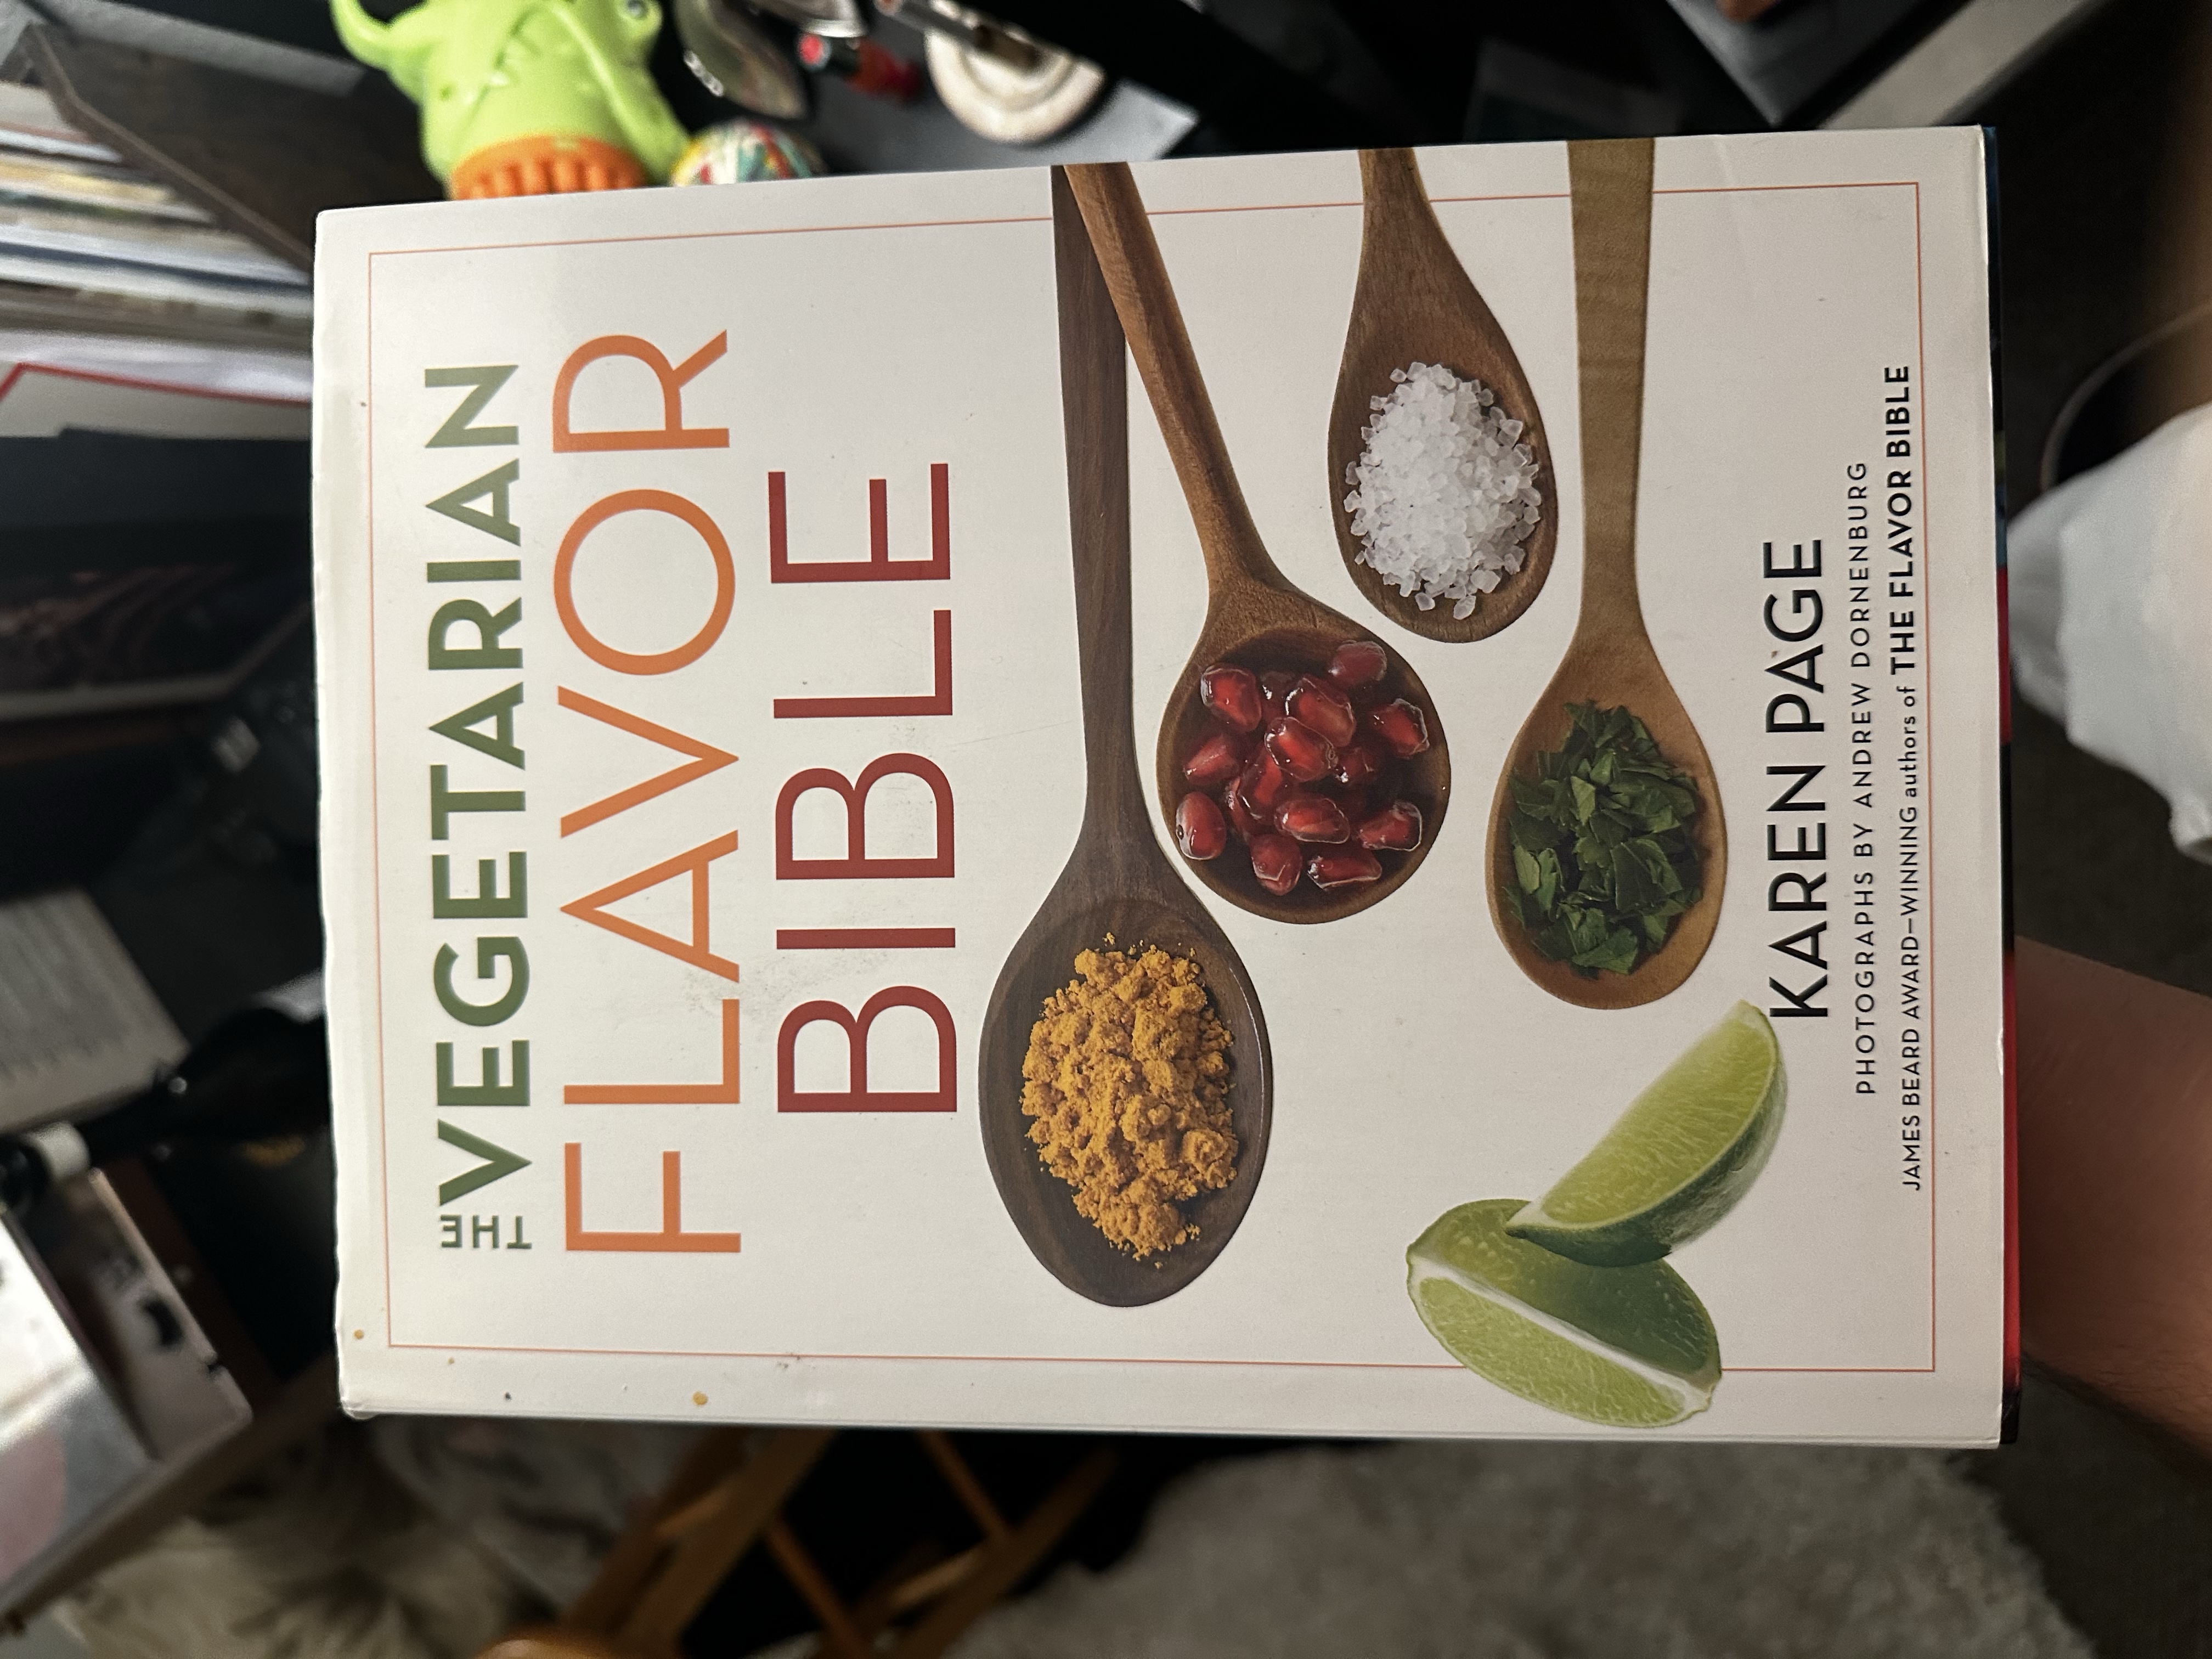 THE VEGETARIAN
FLAVOR
BIBLE
KAREN PAGE
PHOTOGRAPHS BY ANDREW DORNENBURG
JAMES BEARD AWARD–WINNING authors of THE FLAVOR BIBLE